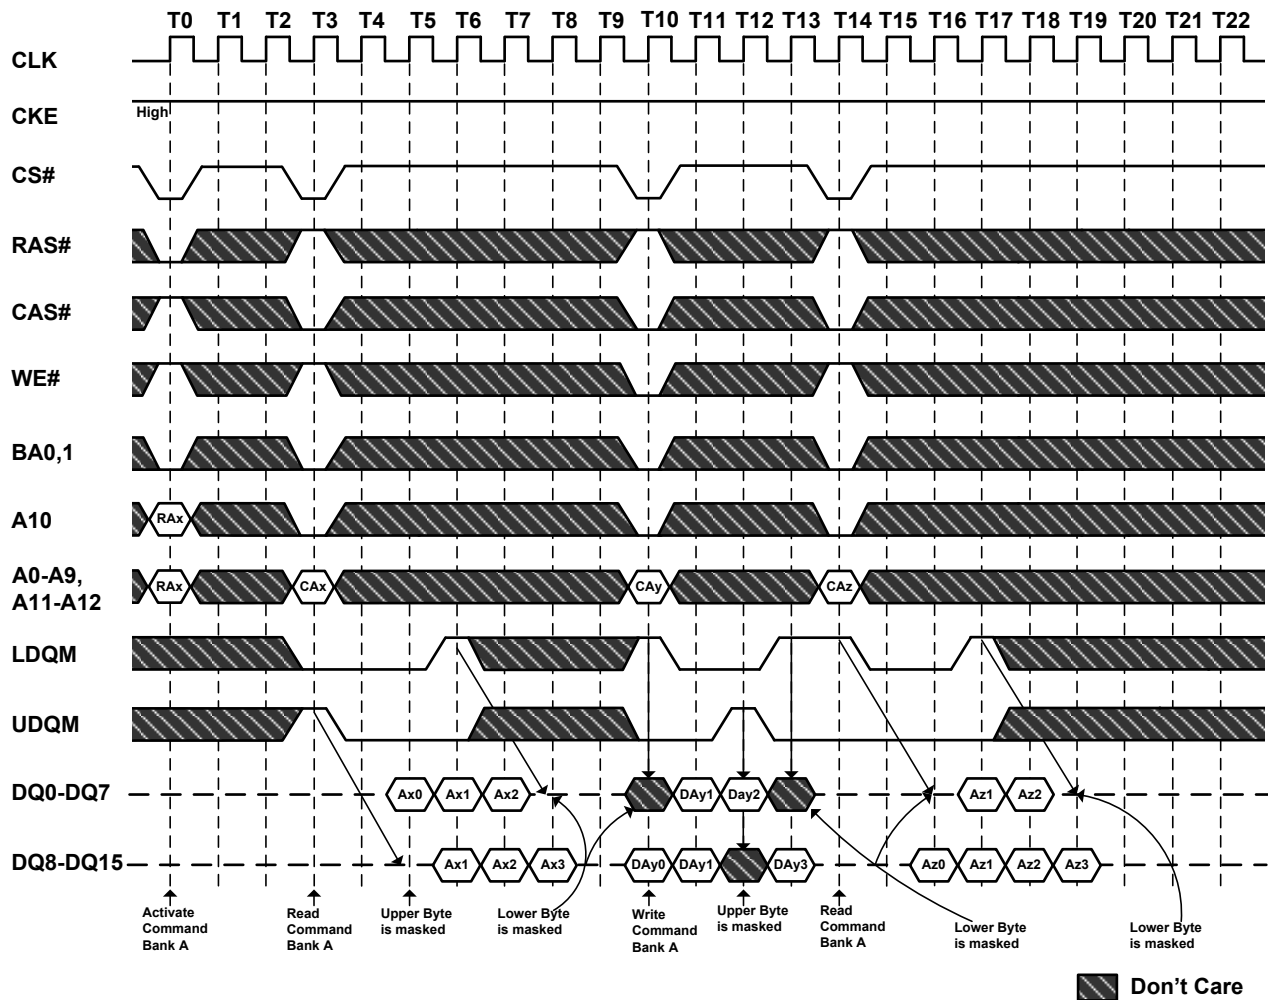 T0 T1 T2 T3 T4 T5 T6 T7 T8 T9 T10 T11 T12 T13 T14 T15 T16 T17 T18 T19 T20 T21 T22
CLK
CKE
High
CS#
RAS#
CAS#
WE#
BA0,1
A10
RAx
A0-A9,
A11-A12
RAx CAx CAy CAz
LDQM
UDQM
DQ0-DQ7
Ax0 Ax1 Ax2 DAy1 Day2 Az1 Az2
DQ8-DQ15
Ax1 Ax2 Ax3 DAy0 DAy1 DAy3 Az0 Az1 Az2 Az3
Activate
Command
Bank A
Read
Command
Bank A
Upper Byte
is masked
Lower Byte
is masked
Write
Command
Bank A
Upper Byte
is masked
Read
Command
Bank A
Lower Byte
is masked
Lower Byte
is masked
Don't Care